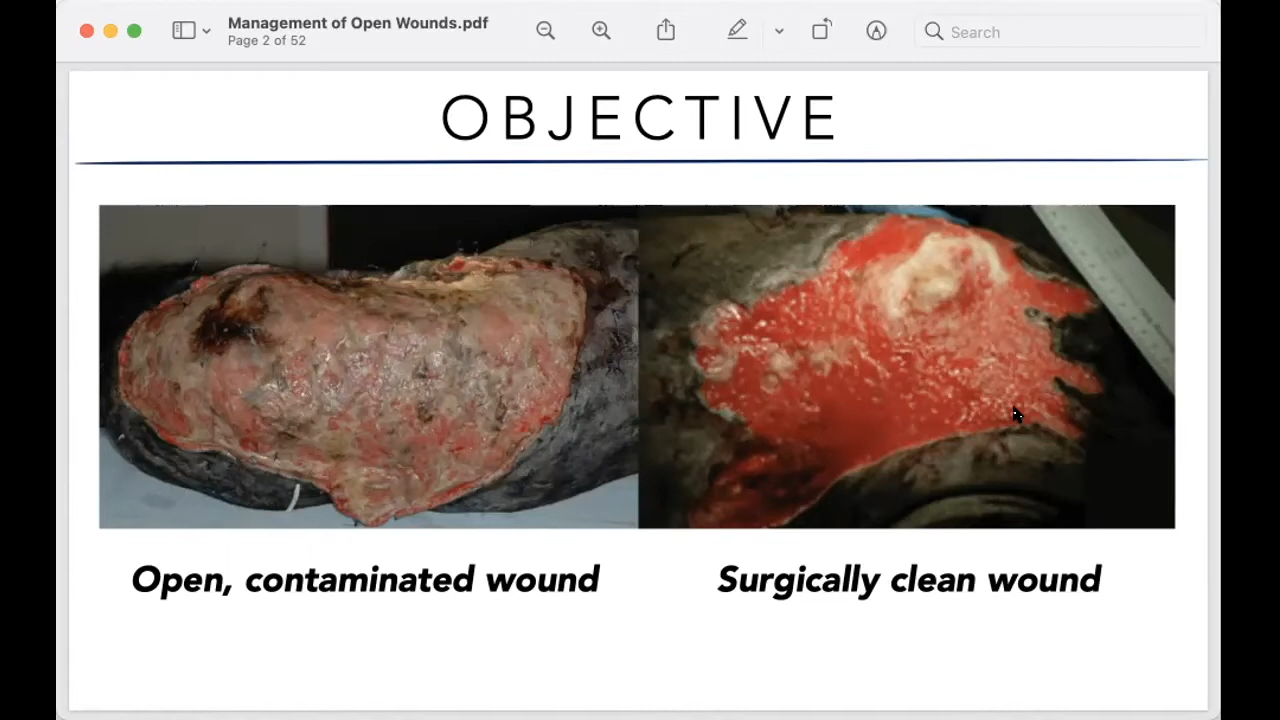 Management of Open Wounds.pdf
Page 2 of 52
Search
OBJECTIVE
Open, contaminated wound
Surgically clean wound